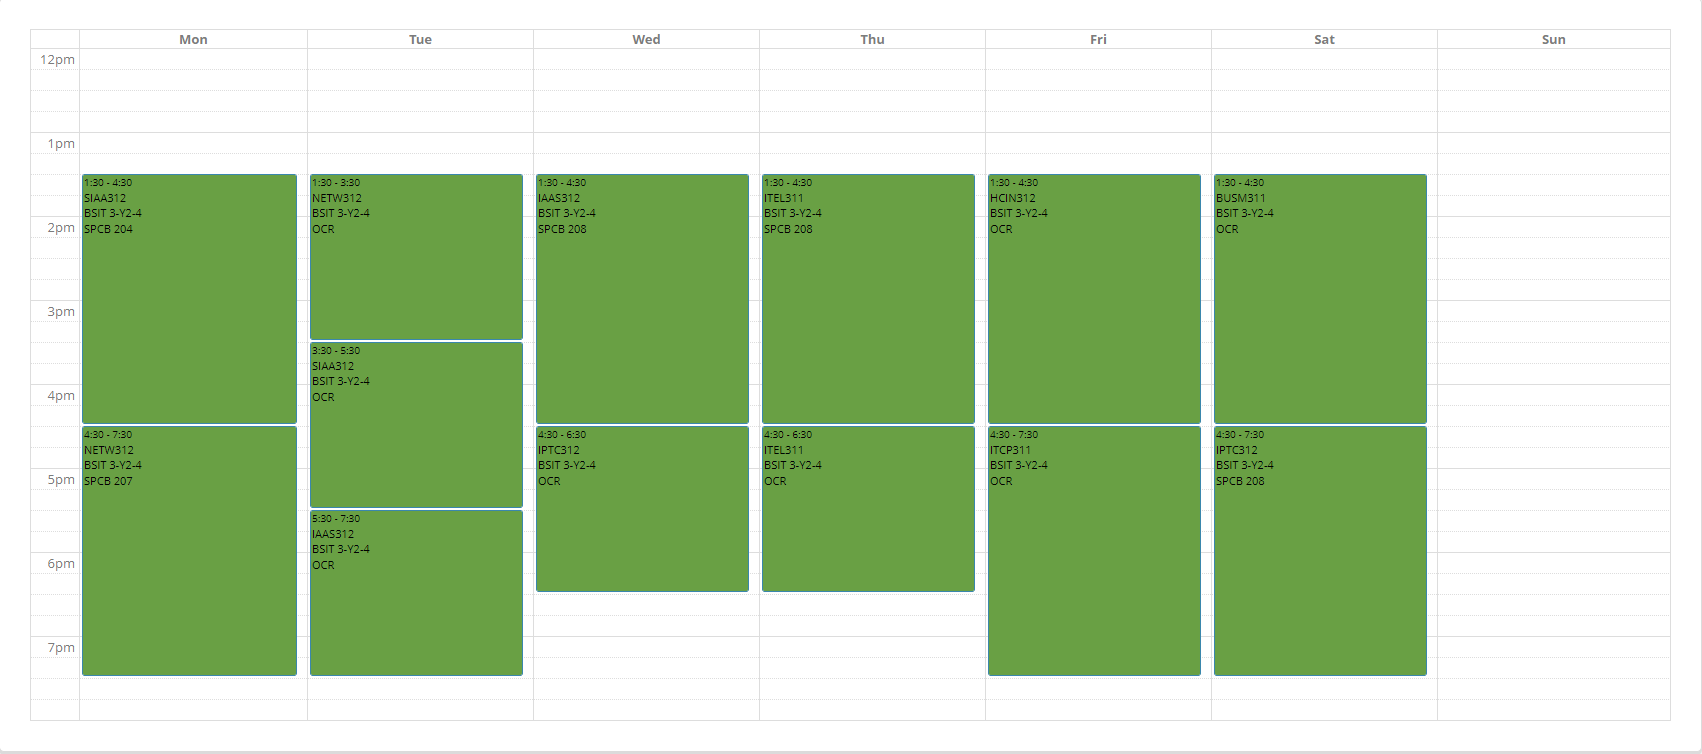 Mon Tue Wed Thu Fri Sat Sun
12pm
1pm
2pm
3pm
4pm
5pm
6pm
7pm
1:30 - 4:30
SIAA312
BSIT 3-Y2-4
SPCB 204
4:30 - 7:30
NETW312
BSIT 3-Y2-4
SPCB 207
1:30 - 3:30
NETW312
BSIT 3-Y2-4
OCR
3:30 - 5:30
SIAA312
BSIT 3-Y2-4
OCR
5:30 - 7:30
IAAS312
BSIT 3-Y2-4
OCR
1:30 - 4:30
IAAS312
BSIT 3-Y2-4
SPCB 208
4:30 - 6:30
IPTC312
BSIT 3-Y2-4
OCR
1:30 - 4:30
ITEL311
BSIT 3-Y2-4
SPCB 208
4:30 - 6:30
ITEL311
BSIT 3-Y2-4
OCR
1:30 - 4:30
HCIN312
BSIT 3-Y2-4
OCR
4:30 - 7:30
ITCP311
BSIT 3-Y2-4
OCR
1:30 - 4:30
BUSM311
BSIT 3-Y2-4
OCR
4:30 - 7:30
IPTC312
BSIT 3-Y2-4
SPCB 208